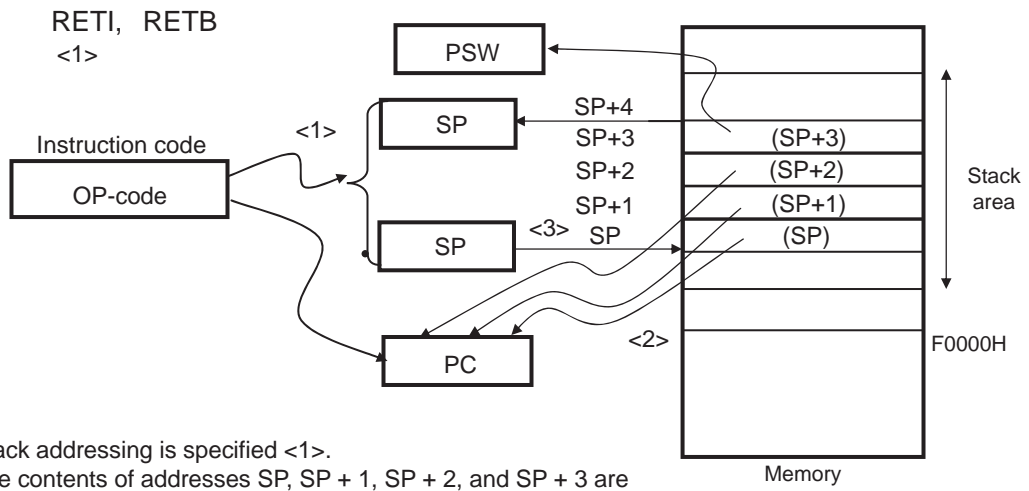 RETI, RETB
<1>
PSW
SP+4
<1>
SP
SP+3
(SP+3)
Instruction code
SP+2
(SP+2)
Stack
area
OP-code
SP+1
(SP+1)
SP
<3>
SP
(SP)
<2>
F0000H
PC
ack addressing is specified <1>.
e contents of addresses SP, SP + 1, SP + 2, and SP + 3 are
Memory